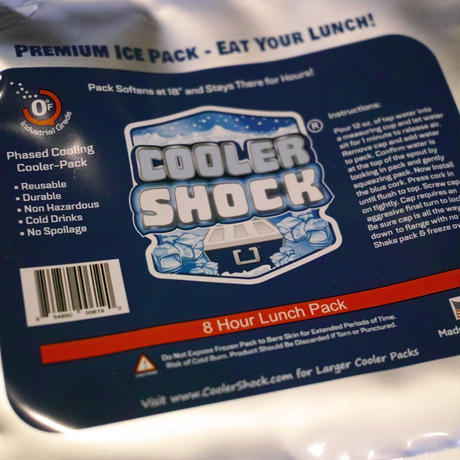 PREMIUM ICE PACK - EAT YOUR LUNCH!
Pack Softens at 18° and Stays There for Hours!
0°F
Industrial Grade
Phased Cooling
Cooler-Pack
▪ Reusable
▪ Durable
▪ Non Hazardous
▪ Cold Drinks
▪ No Spoilage
COOLER
SHOCK
®
Instructions:
Pour 12 oz. of tap water into
a measuring cup and let water
sit for 1 minute to release air.
Remove cap and add water
to pack. Confirm water is
at the top of the spout by
looking in pack and gently
squeezing pack. Now install
the blue cork. Press cork in
until flush to top. Screw cap
on tightly. Cap requires an
aggressive final turn to lock.
Be sure cap is all the way
down to flange with no
Shake pack & freeze
8 Hour Lunch Pack
Do Not Expose Frozen Pack to Bare Skin for Extended Periods of Time.
Risk of Cold Burn. Product Should be Discarded if Torn or Punctured.
Made
Visit www.CoolerShock.com for Larger Cooler Packs